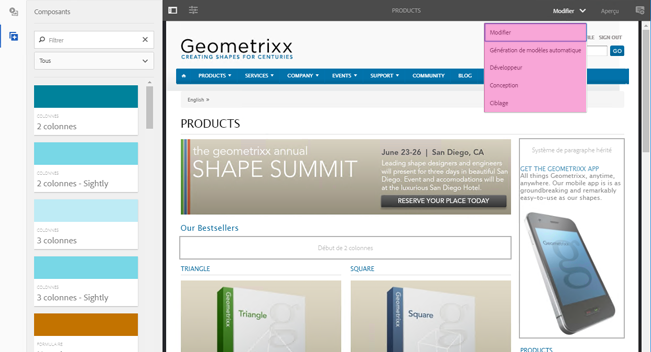 Composants
PRODUCTS
Modifier
Aperçu
Filtrer
Tous
COLONNES
2 colonnes
COLONNES
2 colonnes - Sightly
COLONNES
3 colonnes
COLONNES
3 colonnes - Sightly
Modifier
Génération de modèles automatique
Développeur
Conception
Ciblage
SIGN OUT
GO
Geometrixx
CREATING SHAPES FOR CENTURIES
PRODUCTS
SERVICES
COMPANY
EVENTS
SUPPORT
COMMUNITY
BLOG
English »
PRODUCTS
the geometrixx annual
SHAPE SUMMIT
June 23-26 | San Diego, CA
Leading shape designers and engineers
will present for three days in beautiful San
Diego. Event and accomodations will be
at the luxurious San Diego Hotel.
RESERVE YOUR PLACE TODAY
Système de paragraphe hérité
GET THE GEOMETRIXX APP
All things Geometrixx, anytime,
anywhere. Our mobile app is is as
groundbreaking and remarkably
easy-to-use as our shapes.
Our Bestsellers
Début de 2 colonnes
TRIANGLE
SQUARE
Geometrixx
Triangle
Geometrixx
Square
PRODUCTS